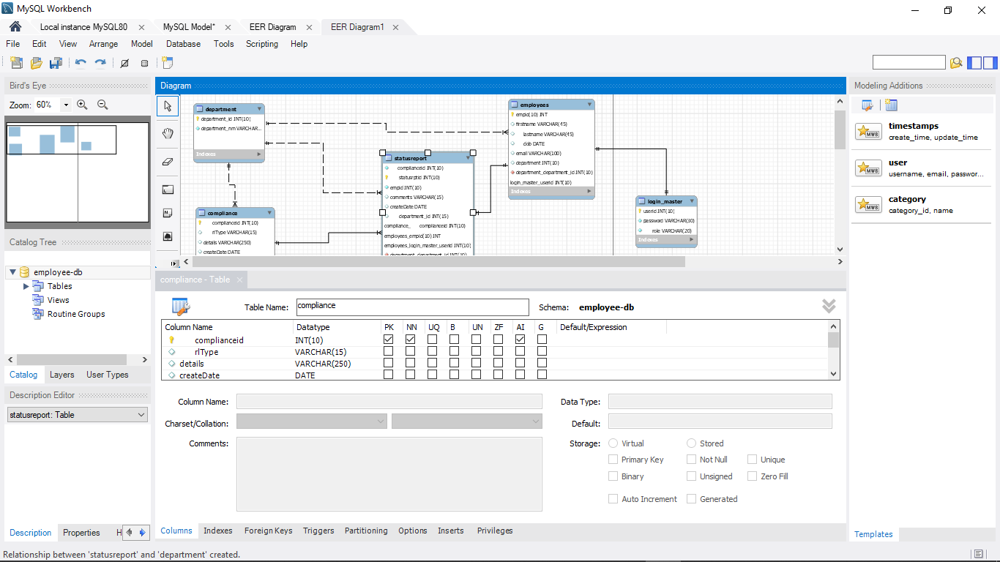 MySQL Workbench
Local instance MySQL80
MySQL Model*
EER Diagram
EER Diagram1
File Edit View Arrange Model Database Tools Scripting Help
Bird's Eye
Zoom: 60%
Catalog Tree
employee-db
Tables
Views
Routine Groups
Catalog Layers User Types
Description Editor
statusreport: Table
Description Properties H
Diagram
department
department_id INT(10)
department_nm VARCHAR...
Indexes
compliance
complianceid INT(10)
rlType VARCHAR(15)
details VARCHAR(250)
createDate DATE
statusreport
complianceid INT(10)
statusrptid INT(10)
empid INT(10)
comments VARCHAR(15)
createDate DATE
department_id INT(15)
compliance_ complianceid INT(10)
employees_empid(10) INT
employees_login_master_userid INT(10)
department_department_id INT(10)
employees
empid(10) INT
firstname VARCHAR(45)
lastname VARCHAR(45)
dob DATE
email VARCHAR(100)
department INT(10)
department_department_id INT(10)
login_master_userid INT(10)
Indexes
login_master
userid INT(10)
password VARCHAR(30)
role VARCHAR(20)
Indexes
compliance - Table
Table Name: compliance Schema: employee-db
Column Name Datatype PK NN UQ B UN ZF AI G Default/Expression
complianceid INT(10)
rlType VARCHAR(15)
details VARCHAR(250)
createDate DATE
Column Name: Data Type:
Charset/Collation: Default:
Comments: Storage: Virtual Stored
Primary Key Not Null Unique
Binary Unsigned Zero Fill
Auto Increment Generated
Columns Indexes Foreign Keys Triggers Partitioning Options Inserts Privileges
Modeling Additions
MWB
timestamps
create_time, update_time
MWB
user
username, email, passwor...
MWB
category
category_id, name
Templates
Relationship between 'statusreport' and 'department' created.